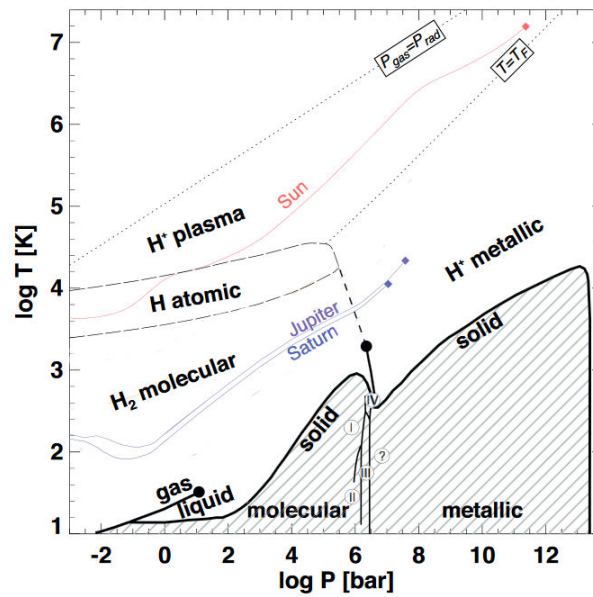 7
6
5
4
3
2
1
log T [K]
P_gas=P_rad
T=T_F
Sun
H⁺ plasma
H atomic
H⁺ metallic
Jupiter
Saturn
H₂ molecular
solid
solid
IV
I
?
III
II
gas
liquid
molecular
metallic
-2 0 2 4 6 8 10 12
log P [bar]